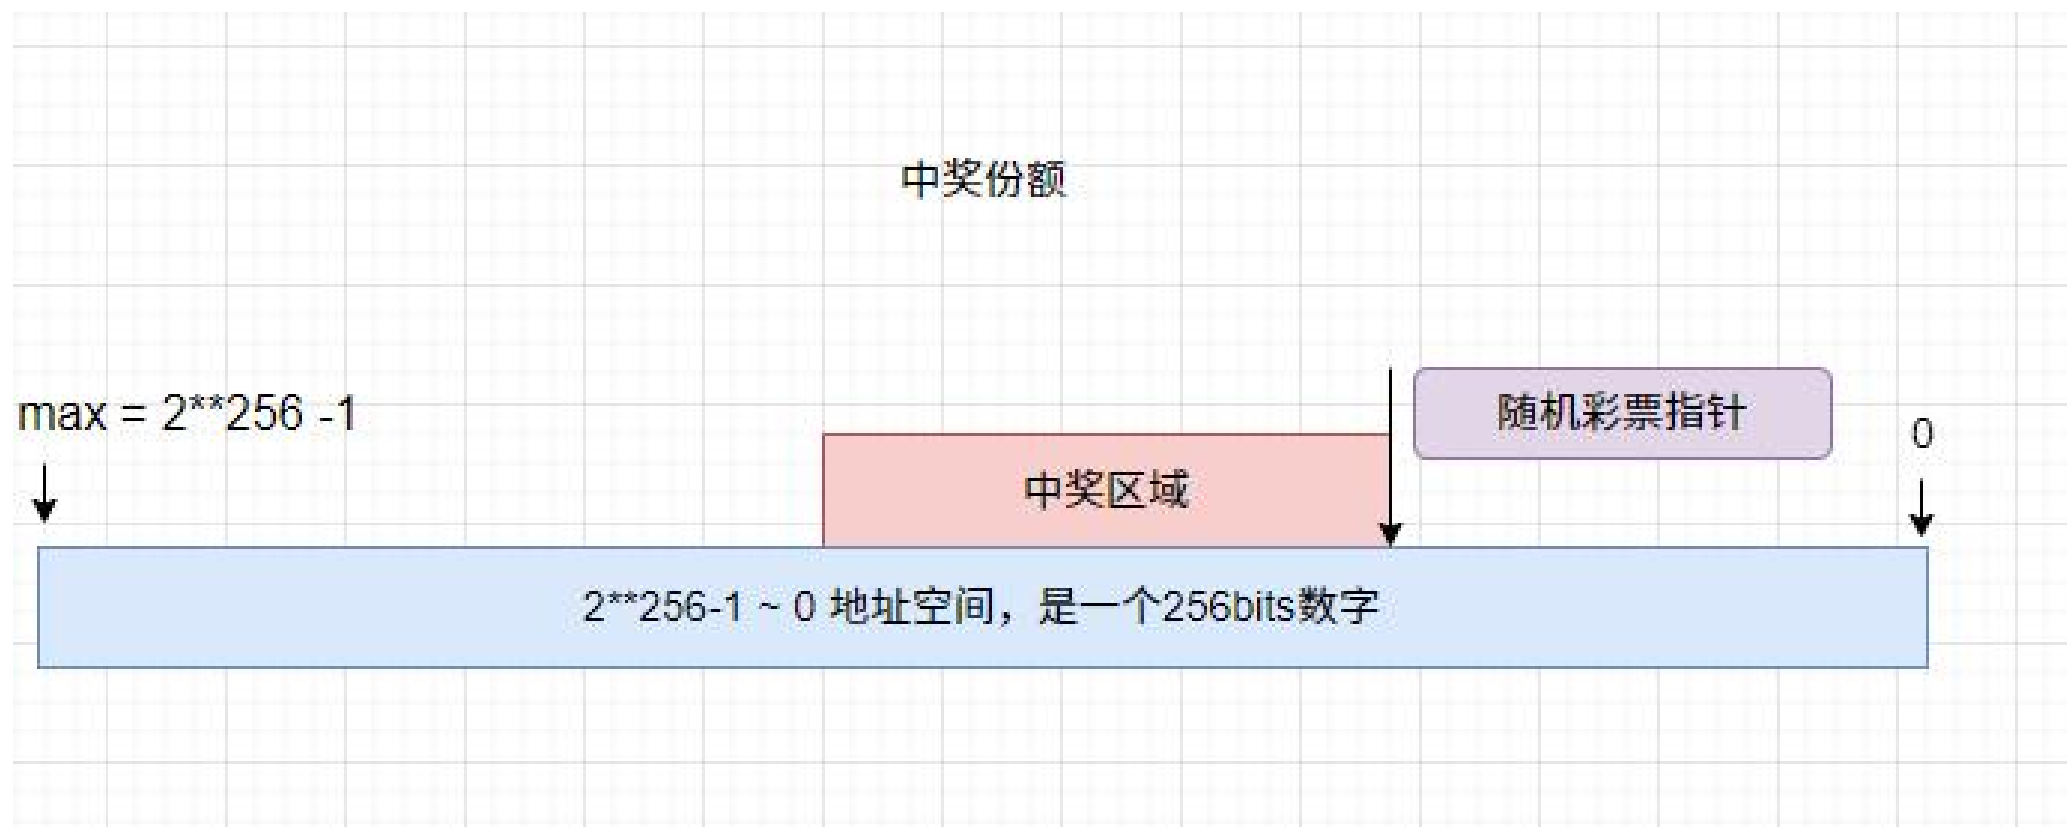 中奖份额
max = 2**256 -1
随机彩票指针
0
中奖区域
2**256-1 ~ 0 地址空间，是一个256bits数字